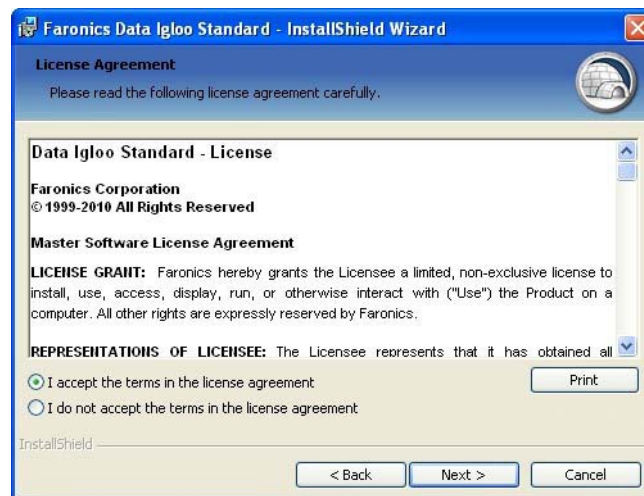 Faronics Data Igloo Standard - InstallShield Wizard
License Agreement
Please read the following license agreement carefully.
Data Igloo Standard - License
Faronics Corporation
© 1999-2010 All Rights Reserved
Master Software License Agreement
LICENSE GRANT: Faronics hereby grants the Licensee a limited, non-exclusive license to
install, use, access, display, run, or otherwise interact with ("Use") the Product on a
computer. All other rights are expressly reserved by Faronics.
REPRESENTATIONS OF LICENSEE: The Licensee represents that it has obtained all
I accept the terms in the license agreement
Print
I do not accept the terms in the license agreement
InstallShield
< Back
Next >
Cancel